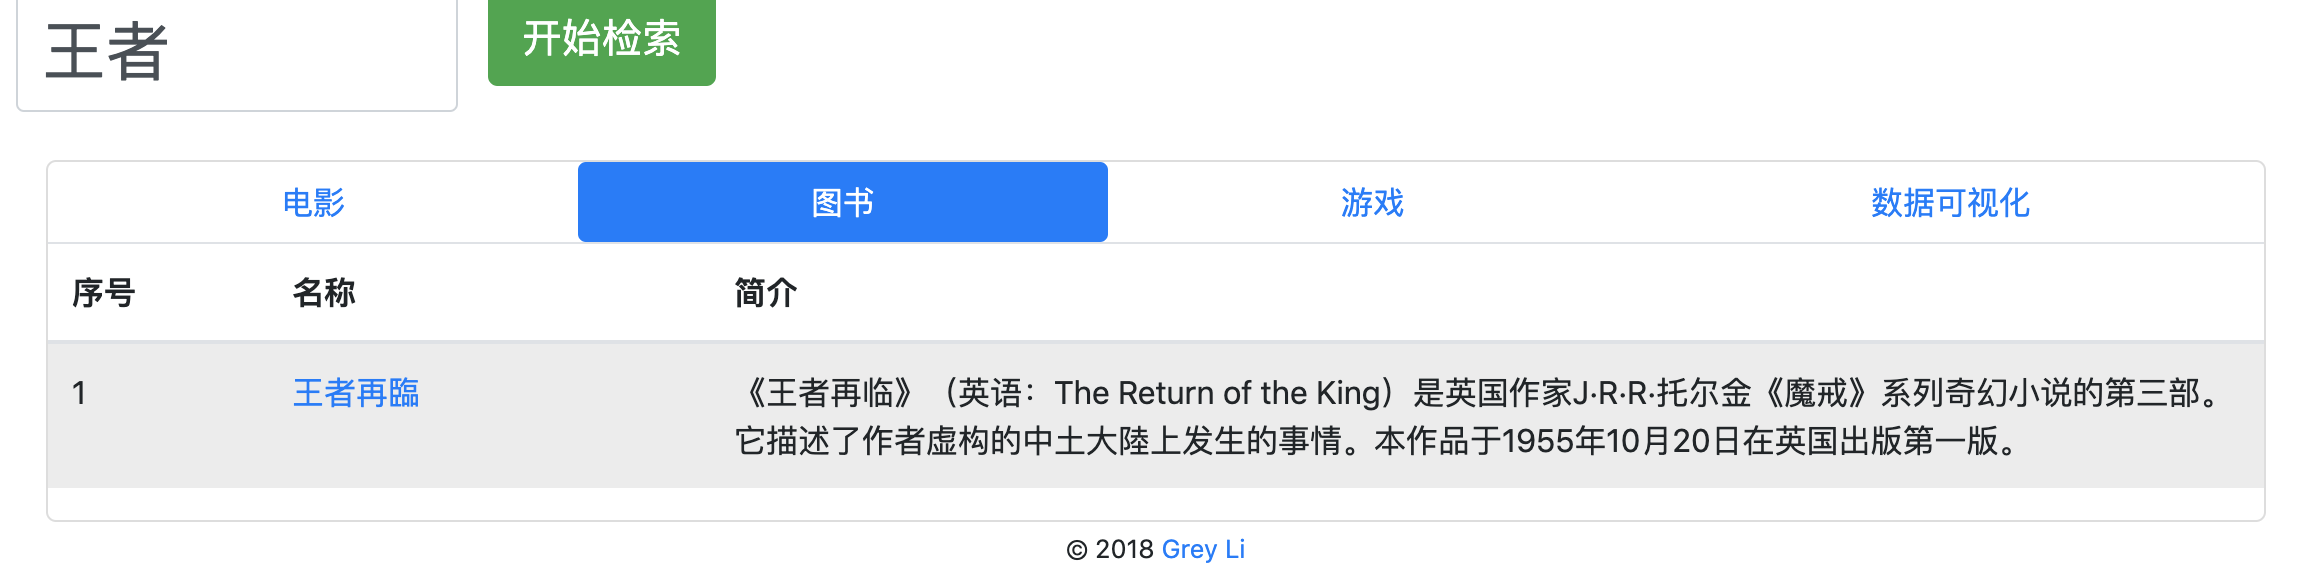 王者
开始检索
电影 图书 游戏 数据可视化
序号 名称 简介
1 王者再臨 《王者再临》（英语：The Return of the King）是英国作家J·R·R·托尔金《魔戒》系列奇幻小说的第三部。
它描述了作者虚构的中土大陸上发生的事情。本作品于1955年10月20日在英国出版第一版。
© 2018 Grey Li